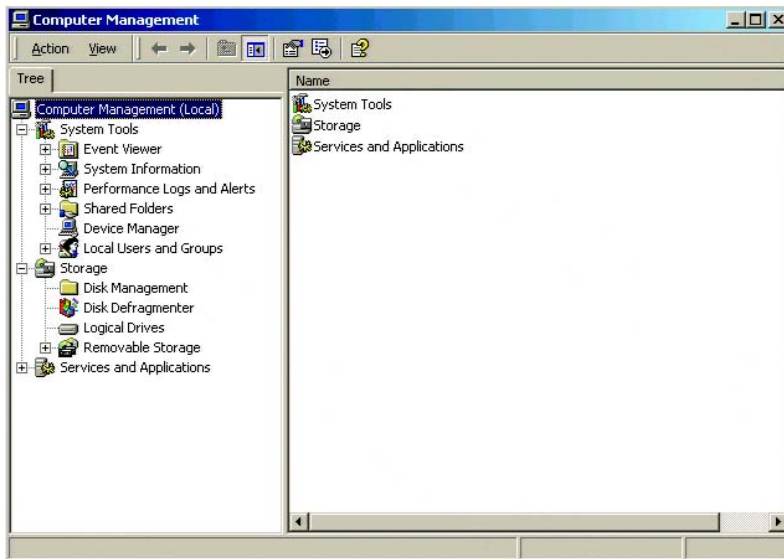 Computer Management
Action View
Tree
Computer Management (Local)
System Tools
Event Viewer
System Information
Performance Logs and Alerts
Shared Folders
Device Manager
Local Users and Groups
Storage
Disk Management
Disk Defragmenter
Logical Drives
Removable Storage
Services and Applications
Name
System Tools
Storage
Services and Applications